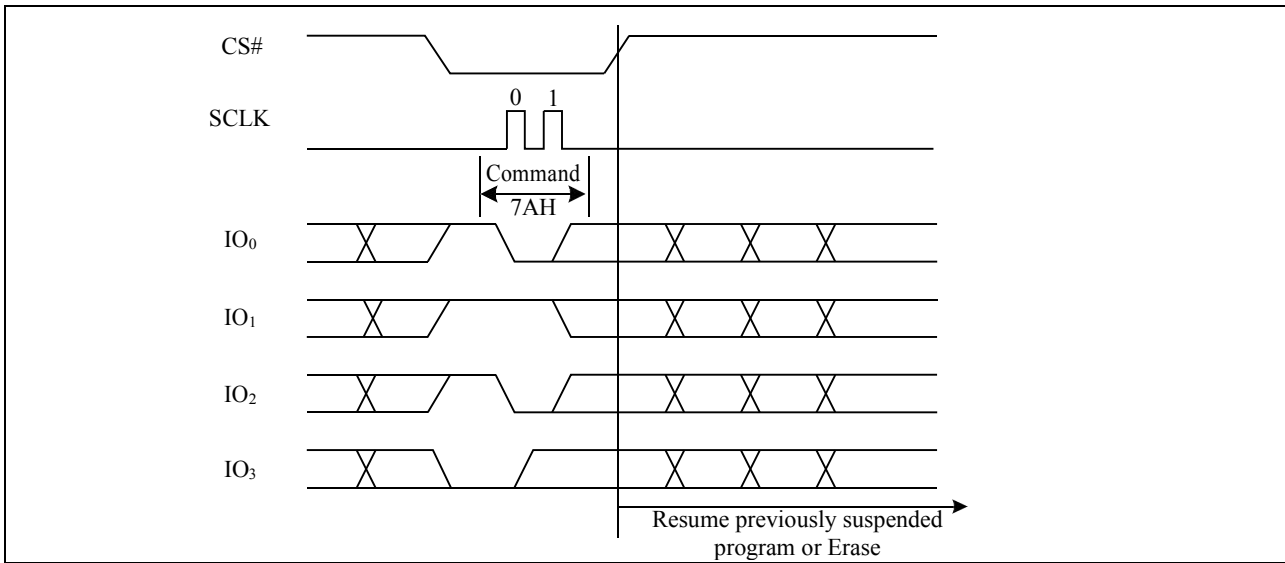 CS#
0 1
SCLK
Command
7AH
IO₀
IO₁
IO₂
IO₃
Resume previously suspended
program or Erase